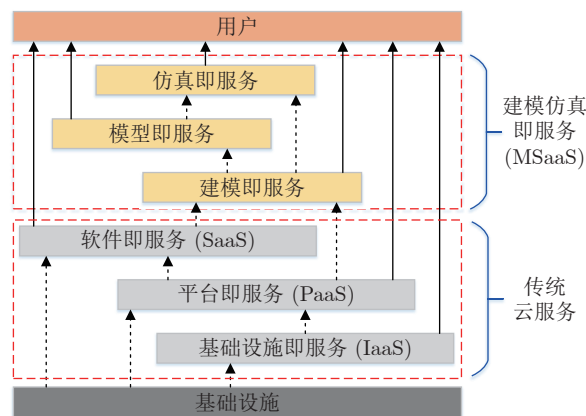 用户
仿真即服务
模型即服务
建模即服务
建模仿真
即服务
(MSaaS)
软件即服务 (SaaS)
平台即服务 (PaaS)
基础设施即服务 (IaaS)
传统
云服务
基础设施